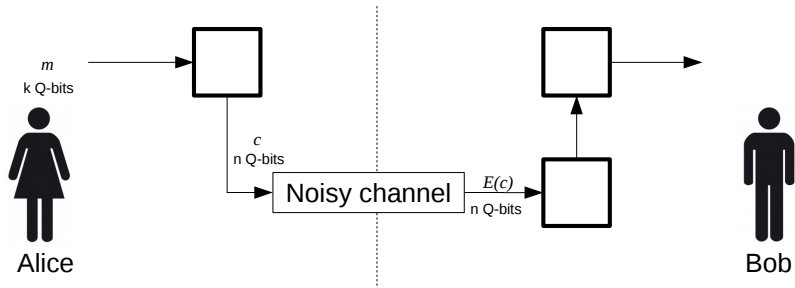 m
k Q-bits
c
n Q-bits
Noisy channel
E(c)
n Q-bits
Alice
Bob